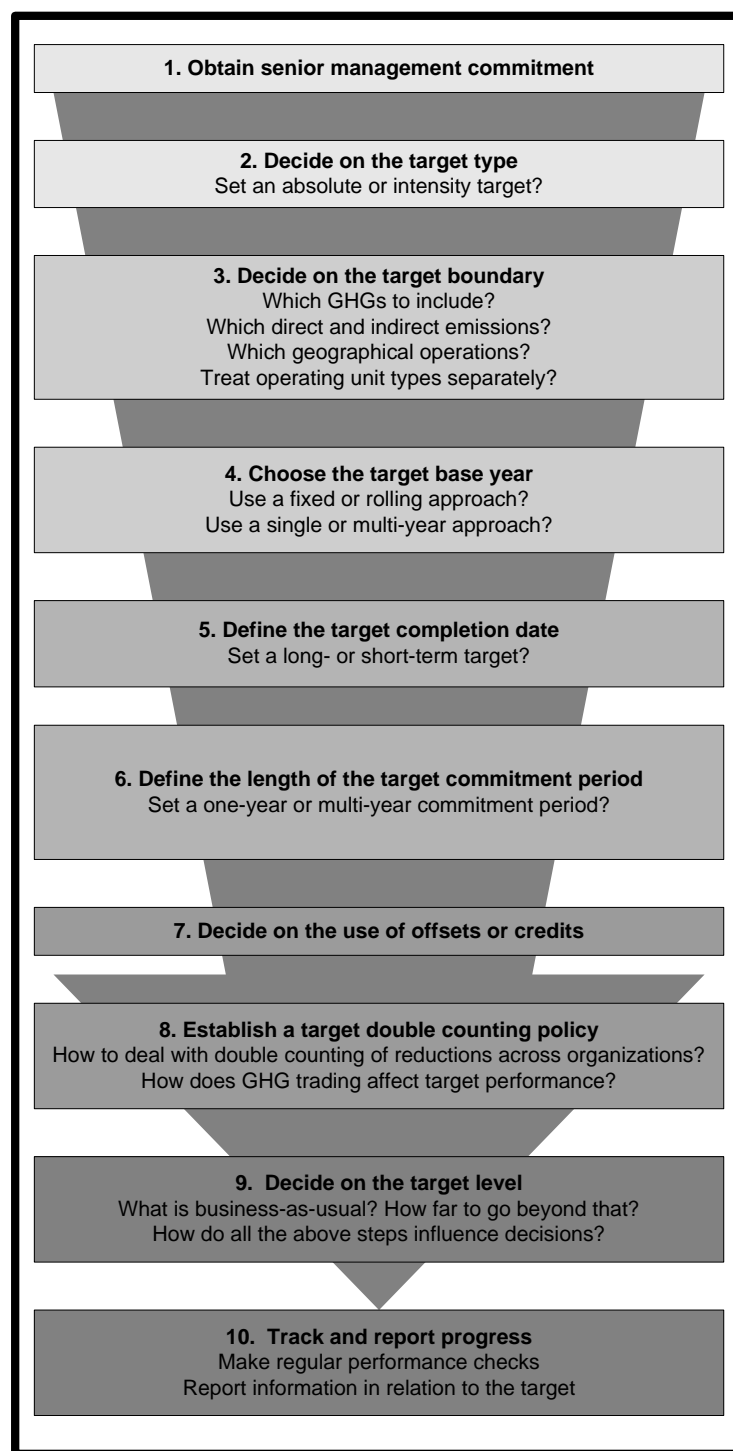 1. Obtain senior management commitment
2. Decide on the target type
Set an absolute or intensity target?
3. Decide on the target boundary
Which GHGs to include?
Which direct and indirect emissions?
Which geographical operations?
Treat operating unit types separately?
4. Choose the target base year
Use a fixed or rolling approach?
Use a single or multi-year approach?
5. Define the target completion date
Set a long- or short-term target?
6. Define the length of the target commitment period
Set a one-year or multi-year commitment period?
7. Decide on the use of offsets or credits
8. Establish a target double counting policy
How to deal with double counting of reductions across organizations?
How does GHG trading affect target performance?
9. Decide on the target level
What is business-as-usual? How far to go beyond that?
How do all the above steps influence decisions?
10. Track and report progress
Make regular performance checks
Report information in relation to the target